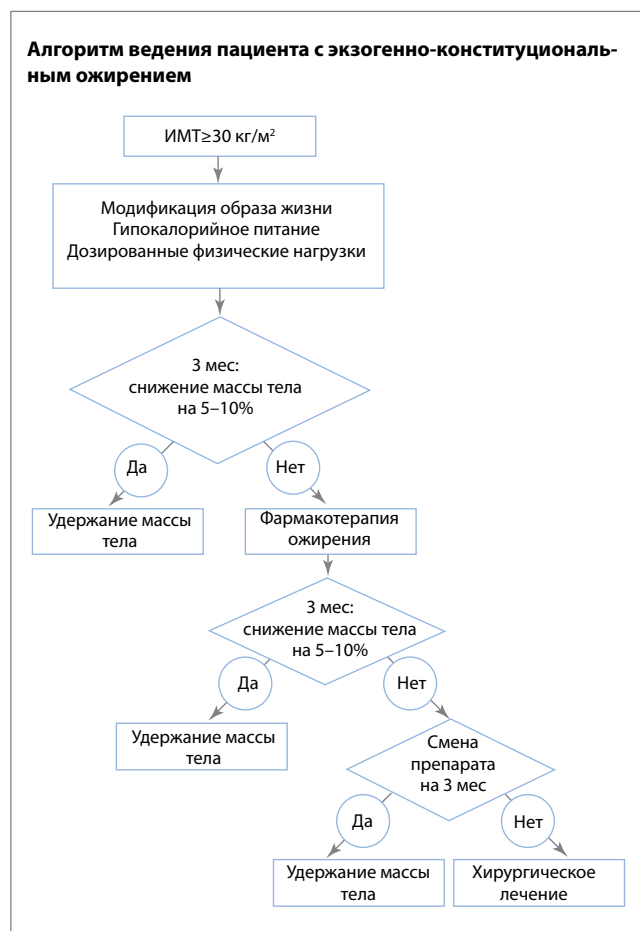 Алгоритм ведения пациента с экзогенно-конституциональ-
ным ожирением
ИМТ≥30 кг/м²
Модификация образа жизни
Гипокалорийное питание
Дозированные физические нагрузки
3 мес:
снижение массы тела
на 5–10%
Да
Нет
Удержание массы
тела
Фармакотерапия
ожирения
3 мес:
снижение массы тела
на 5–10%
Да
Нет
Удержание массы
тела
Смена
препарата
на 3 мес
Да
Нет
Удержание массы
тела
Хирургическое
лечение